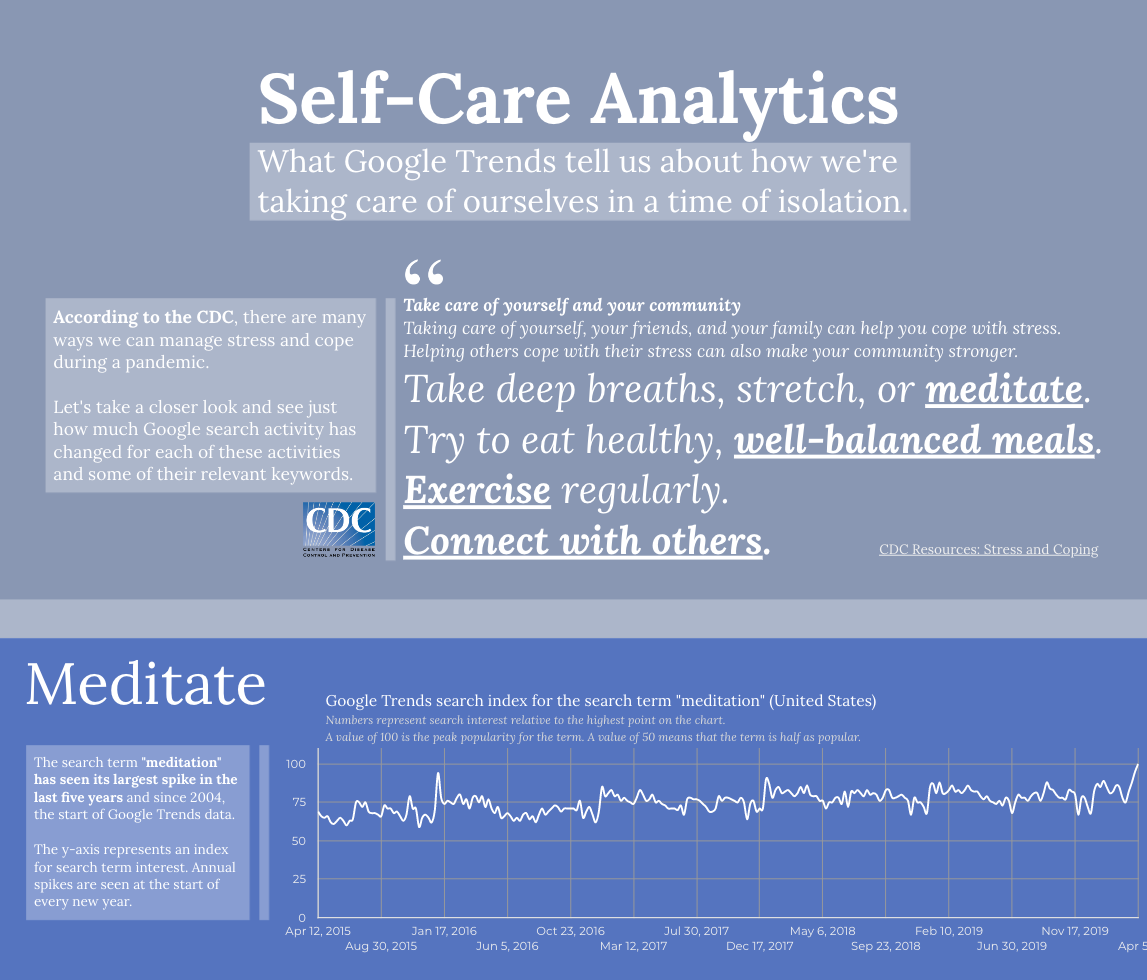 Self-Care Analytics
What Google Trends tell us about how we're
taking care of ourselves in a time of isolation.
According to the CDC, there are many
ways we can manage stress and cope
during a pandemic.
Let's take a closer look and see just
how much Google search activity has
changed for each of these activities
and some of their relevant keywords.
CDC
CENTERS FOR DISEASE
CONTROL AND PREVENTION
“
Take care of yourself and your community
Taking care of yourself, your friends, and your family can help you cope with stress.
Helping others cope with their stress can also make your community stronger.
Take deep breaths, stretch, or meditate.
Try to eat healthy, well-balanced meals.
Exercise regularly.
Connect with others.
CDC Resources: Stress and Coping
Meditate
The search term "meditation"
has seen its largest spike in the
last five years and since 2004,
the start of Google Trends data.
The y-axis represents an index
for search term interest. Annual
spikes are seen at the start of
every new year.
Google Trends search index for the search term "meditation" (United States)
Numbers represent search interest relative to the highest point on the chart.
A value of 100 is the peak popularity for the term. A value of 50 means that the term is half as popular.
100
75
50
25
0
Apr 12, 2015 Jan 17, 2016 Oct 23, 2016 Jul 30, 2017 May 6, 2018 Feb 10, 2019 Nov 17, 2019
Aug 30, 2015 Jun 5, 2016 Mar 12, 2017 Dec 17, 2017 Sep 23, 2018 Jun 30, 2019 Apr 5